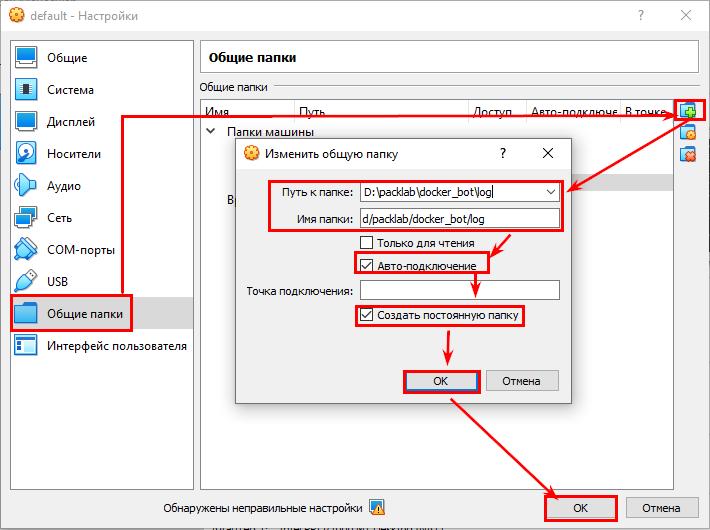 default - Настройки
Общие
Система
Дисплей
Носители
Аудио
Сеть
COM-порты
USB
Общие папки
Интерфейс пользователя
Общие папки
Общие папки
Имя Путь Доступ Авто-подключе В точке
Папки машины
Вр
Изменить общую папку
Путь к папке: D:\packlab\docker_bot\log
Имя папки: d/packlab/docker_bot/log
Только для чтения
Авто-подключение
Точка подключения:
Создать постоянную папку
OK Отмена
Обнаружены неправильные настройки
OK Отмена